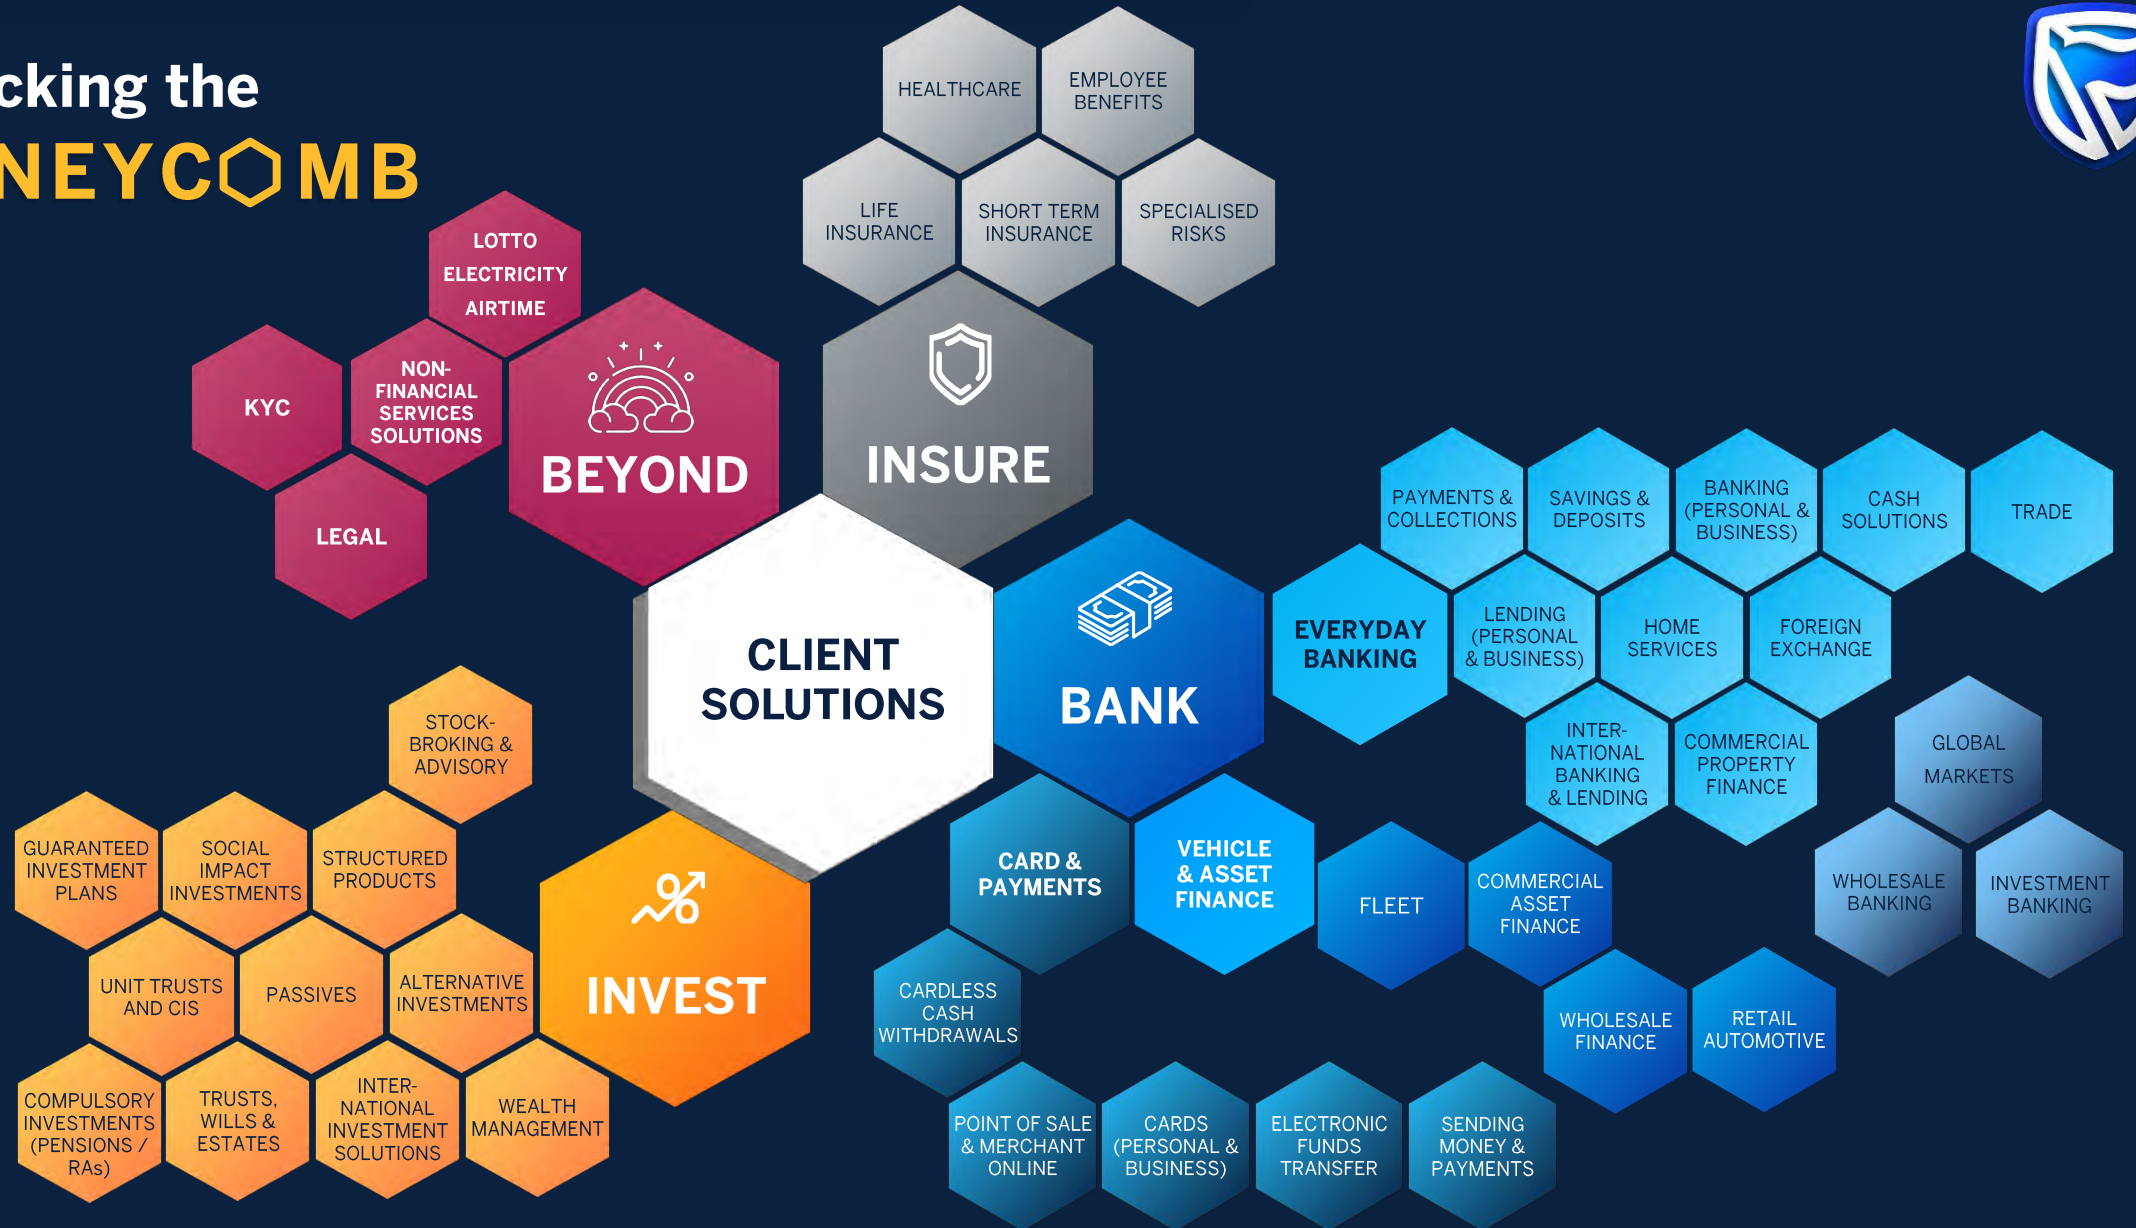 cking the
NEYCOMB
HEALTHCARE
EMPLOYEE
BENEFITS
LIFE
INSURANCE
SHORT TERM
INSURANCE
SPECIALISED
RISKS
INSURE
LOTTO
ELECTRICITY
AIRTIME
KYC
NON-
FINANCIAL
SERVICES
SOLUTIONS
LEGAL
BEYOND
CLIENT
SOLUTIONS
BANK
EVERYDAY
BANKING
PAYMENTS &
COLLECTIONS
SAVINGS &
DEPOSITS
BANKING
(PERSONAL &
BUSINESS)
CASH
SOLUTIONS
TRADE
LENDING
(PERSONAL
& BUSINESS)
HOME
SERVICES
FOREIGN
EXCHANGE
INTER-
NATIONAL
BANKING
& LENDING
COMMERCIAL
PROPERTY
FINANCE
GLOBAL
MARKETS
WHOLESALE
BANKING
INVESTMENT
BANKING
CARD &
PAYMENTS
VEHICLE
& ASSET
FINANCE
FLEET
COMMERCIAL
ASSET
FINANCE
WHOLESALE
FINANCE
RETAIL
AUTOMOTIVE
CARDLESS
CASH
WITHDRAWALS
POINT OF SALE
& MERCHANT
ONLINE
CARDS
(PERSONAL &
BUSINESS)
ELECTRONIC
FUNDS
TRANSFER
SENDING
MONEY &
PAYMENTS
INVEST
STOCK-
BROKING &
ADVISORY
GUARANTEED
INVESTMENT
PLANS
SOCIAL
IMPACT
INVESTMENTS
STRUCTURED
PRODUCTS
UNIT TRUSTS
AND CIS
PASSIVES
ALTERNATIVE
INVESTMENTS
COMPULSORY
INVESTMENTS
(PENSIONS /
RAs)
TRUSTS,
WILLS &
ESTATES
INTER-
NATIONAL
INVESTMENT
SOLUTIONS
WEALTH
MANAGEMENT